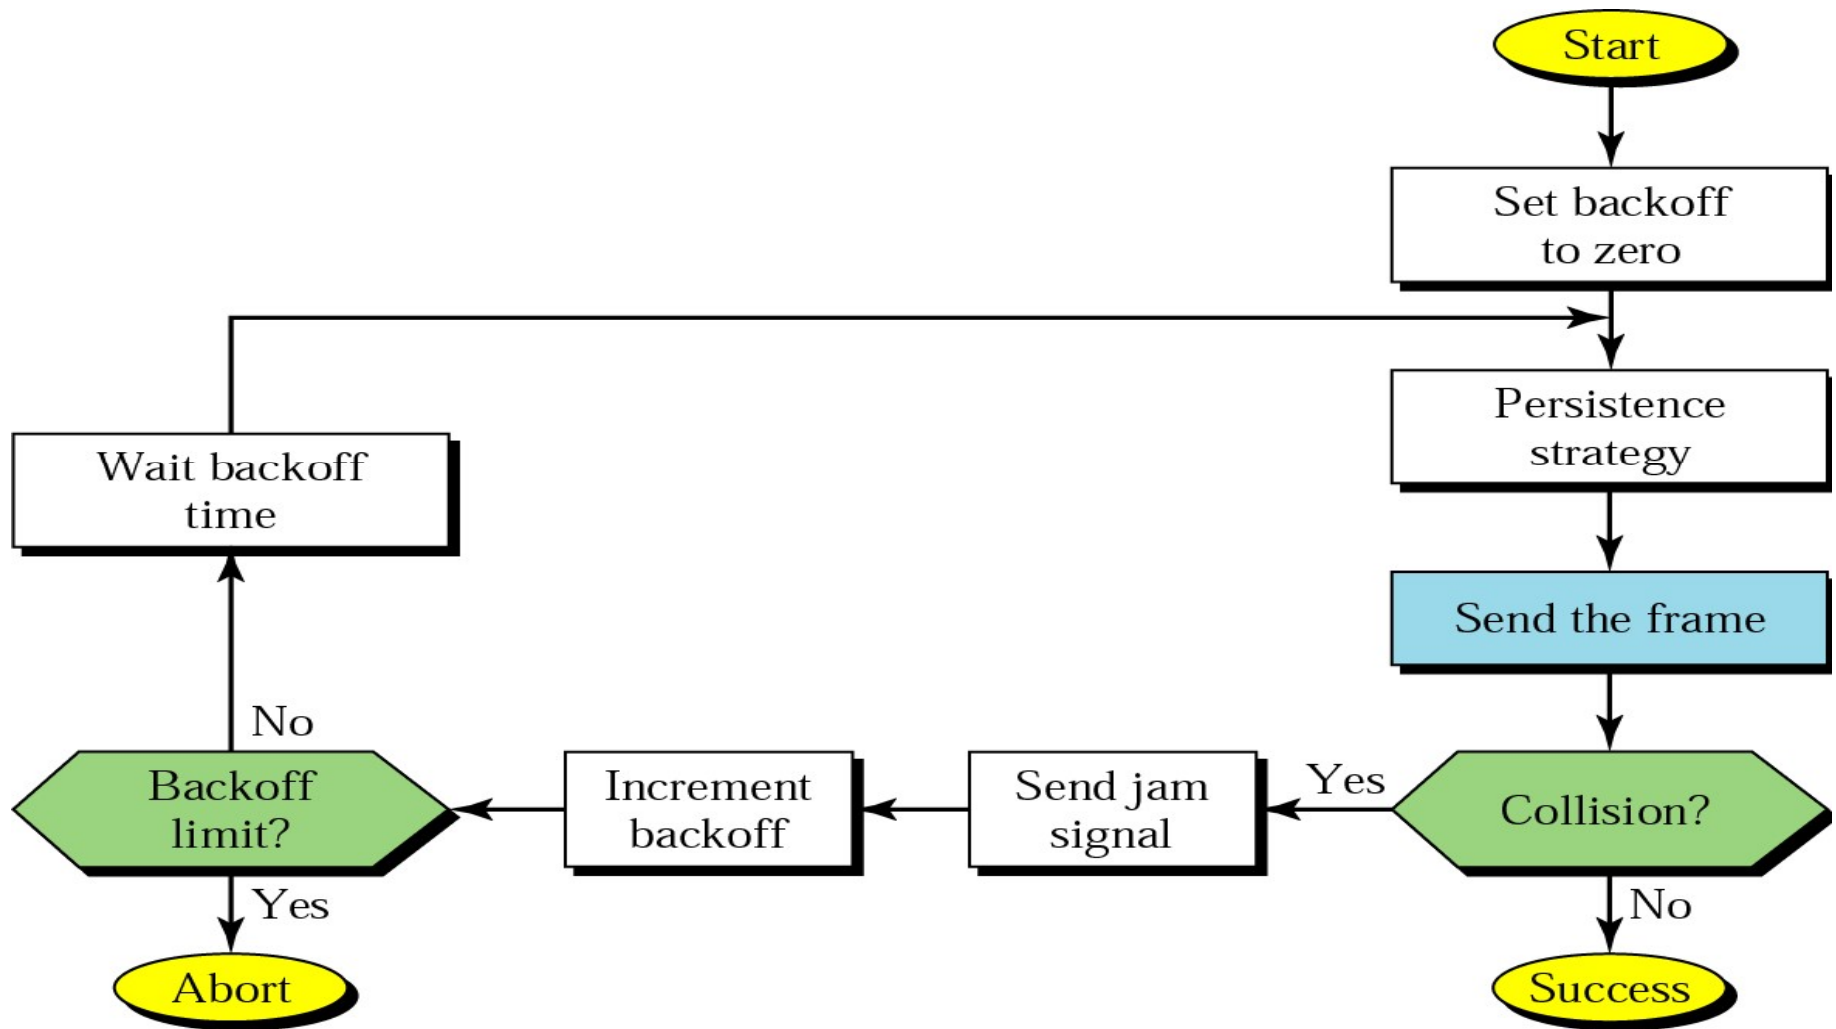 Start
Set backoff
to zero
Persistence
strategy
Wait backoff
time
Send the frame
No
Backoff
limit?
Increment
backoff
Send jam
signal
Yes
Collision?
Yes
No
Abort
Success